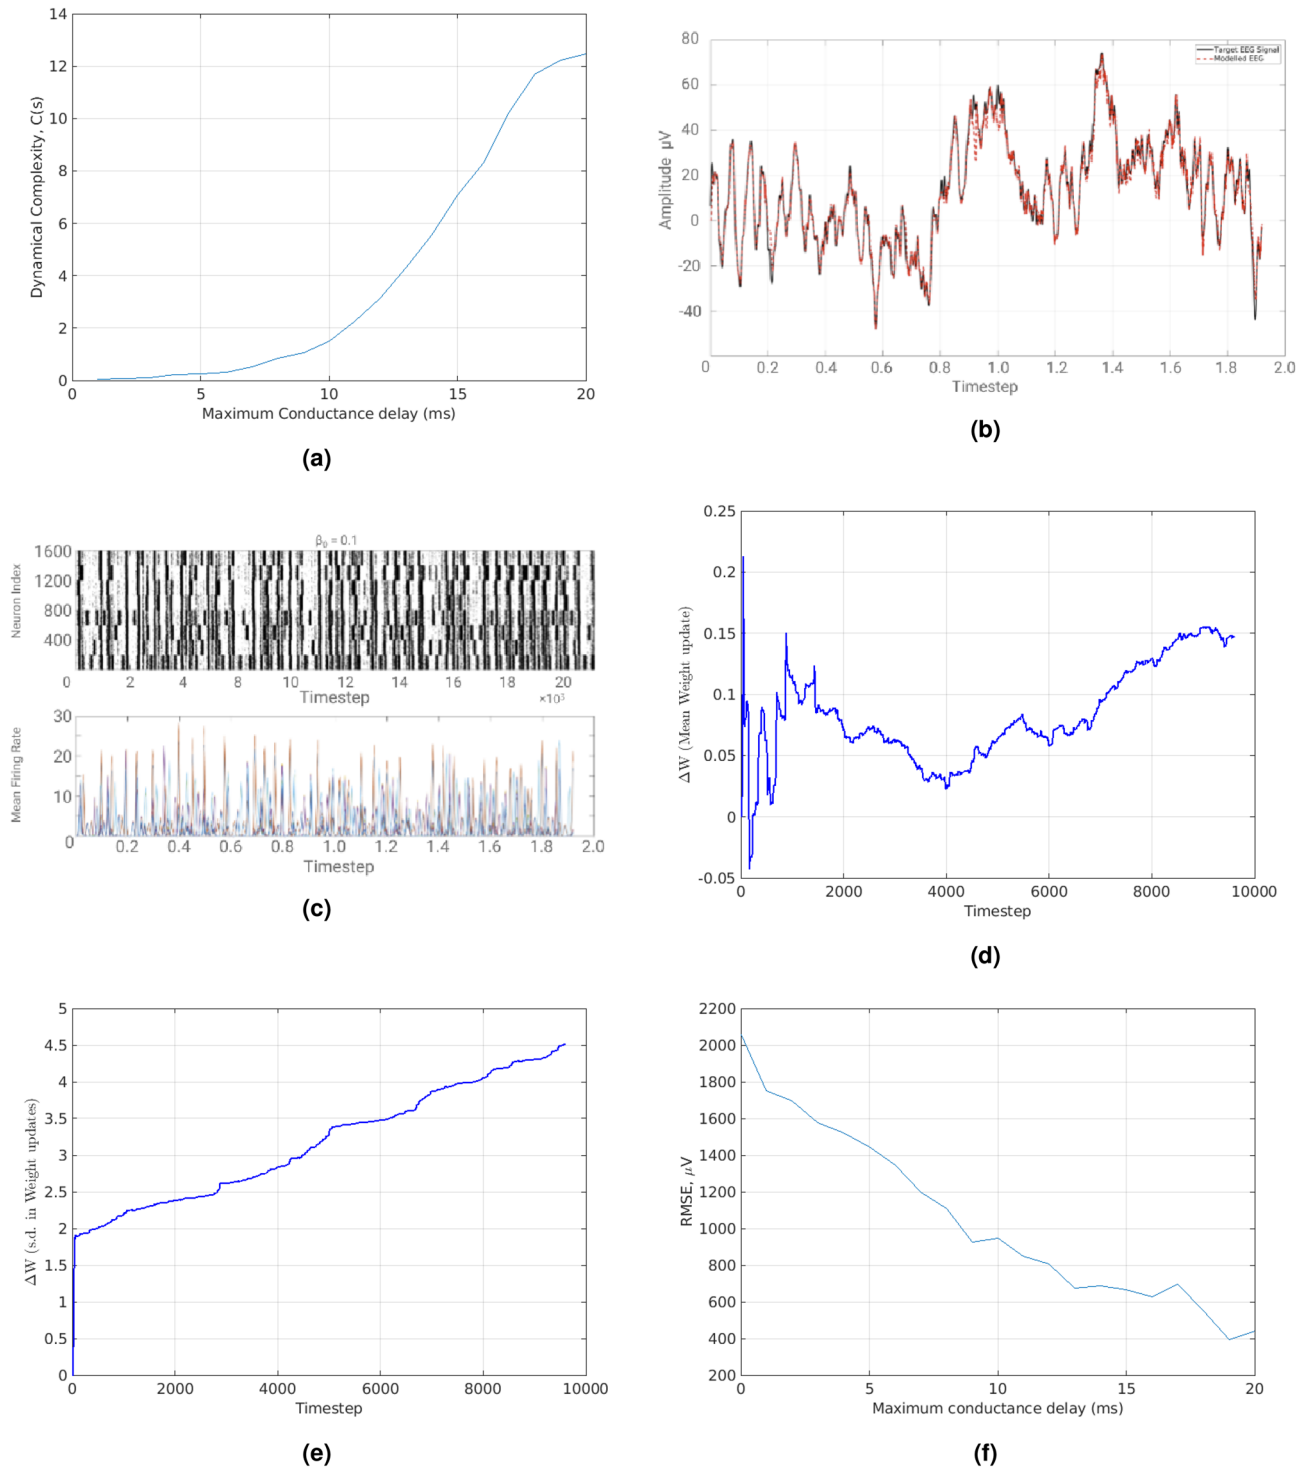 14
12
10
8
6
4
2
0
Dynamical Complexity, C(s)
0 5 10 15 20
Maximum Conductance delay (ms)
(a)
80
60
40
20
0
-20
-40
Amplitude μV
Target EEG Signal
Modelled EEG
0 0.2 0.4 0.6 0.8 1.0 1.2 1.4 1.6 1.8 2.0
Timestep
(b)
β₀ = 0.1
1600
1200
800
400
0
Neuron Index
2 4 6 8 10 11 12 14 16 18 19 20
Timestep
×10³
30
20
10
0
Mean Firing Rate
0.2 0.4 0.6 0.8 1.0 1.2 1.4 1.6 1.8 2.0
Timestep
(c)
0.25
0.2
0.15
0.1
0.05
0
-0.05
ΔW (Mean Weight update)
0 2000 4000 6000 8000 10000
Timestep
(d)
5
4.5
4
3.5
3
2.5
2
1.5
1
0.5
0
ΔW (s.d. in Weight updates)
0 2000 4000 6000 8000 10000
Timestep
(e)
2200
2000
1800
1600
1400
1200
1000
800
600
400
200
RMSE, μV
0 5 10 15 20
Maximum conductance delay (ms)
(f)